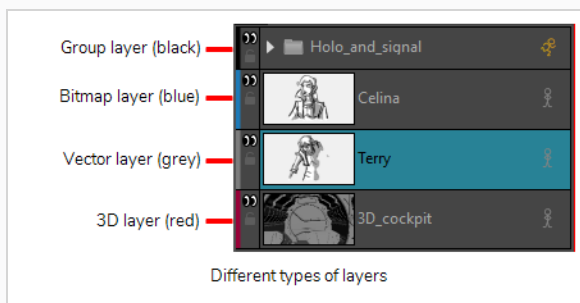 Group layer (black)
Holo_and_signal
Bitmap layer (blue)
Celina
Vector layer (grey)
Terry
3D layer (red)
3D_cockpit
Different types of layers